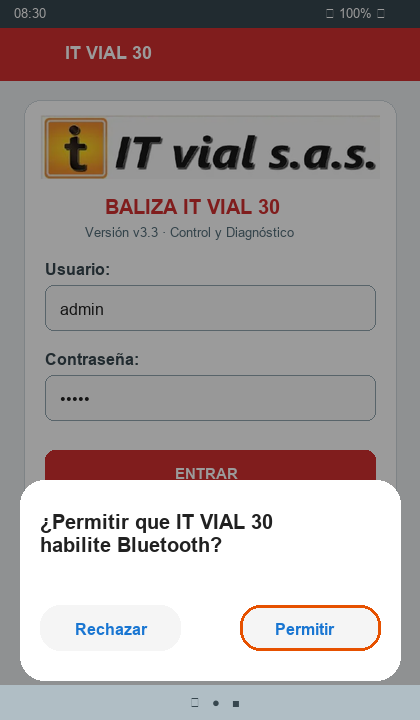 08:30
100%
IT VIAL 30
t IT vial s.a.s.
BALIZA IT VIAL 30
Versión v3.3 · Control y Diagnóstico
Usuario:
admin
Contraseña:
•••••
ENTRAR
¿Permitir que IT VIAL 30
habilite Bluetooth?
Rechazar
Permitir